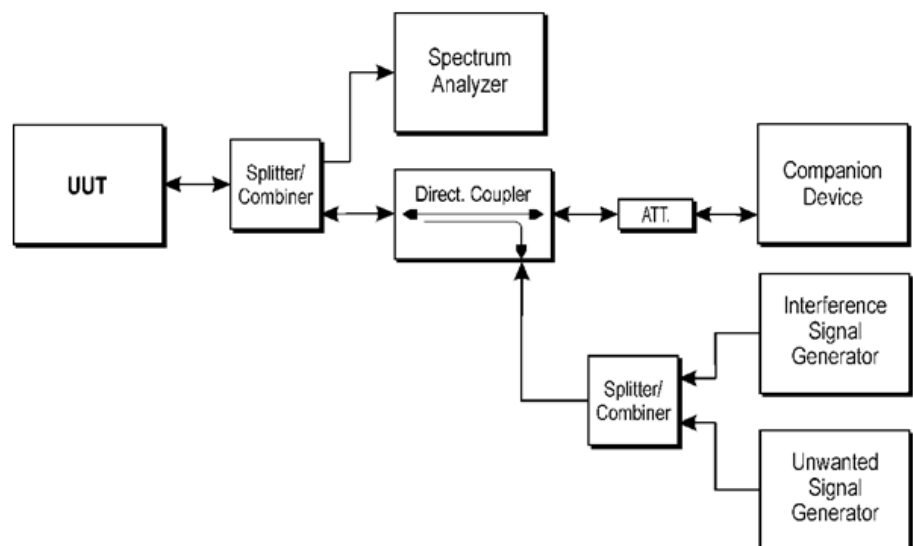 Spectrum
Analyzer
UUT
Splitter/
Combiner
Direct. Coupler
ATT.
Companion
Device
Interference
Signal
Generator
Splitter/
Combiner
Unwanted
Signal
Generator